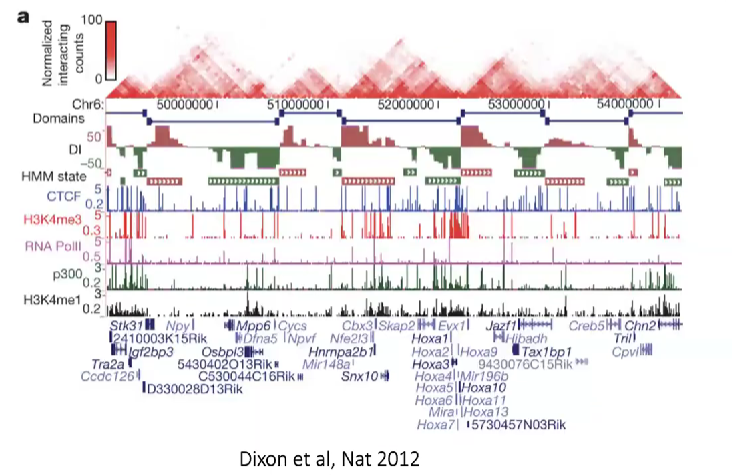 a
100
0
Normalized
interacting
counts
Chr6: 50000000 51000000 52000000 53000000 54000000
Domains
50
DI
-50
HMM state
CTCF 5 0.2
H3K4me3 5 0.3
RNA PolII 5 0.5
p300 3 0.2
H3K4me1 3 0.2
Stk31 Npy Mpp6 Cycs Cbx3 Skap2 Evx1 Jazf1 Creb5 Chn2
2410003K15Rik Dfna5 Npvf Nfe2l3 Hoxa1 Hibadh Tril
Igf2bp3 Osbpl3 Hnrnpa2b1 Hoxa2 Hoxa9 Tax1bp1 Cpvl
Tra2a 5430402O13Rik Mir148a Hoxa3 9430076C15Rik
Ccdc126 C530044C16Rik Snx10 Hoxa4 Mir196b
D330028D13Rik Hoxa5 Hoxa10
Hoxa6 Hoxa11
Mira Hoxa13
Hoxa7 5730457N03Rik
Dixon et al, Nat 2012